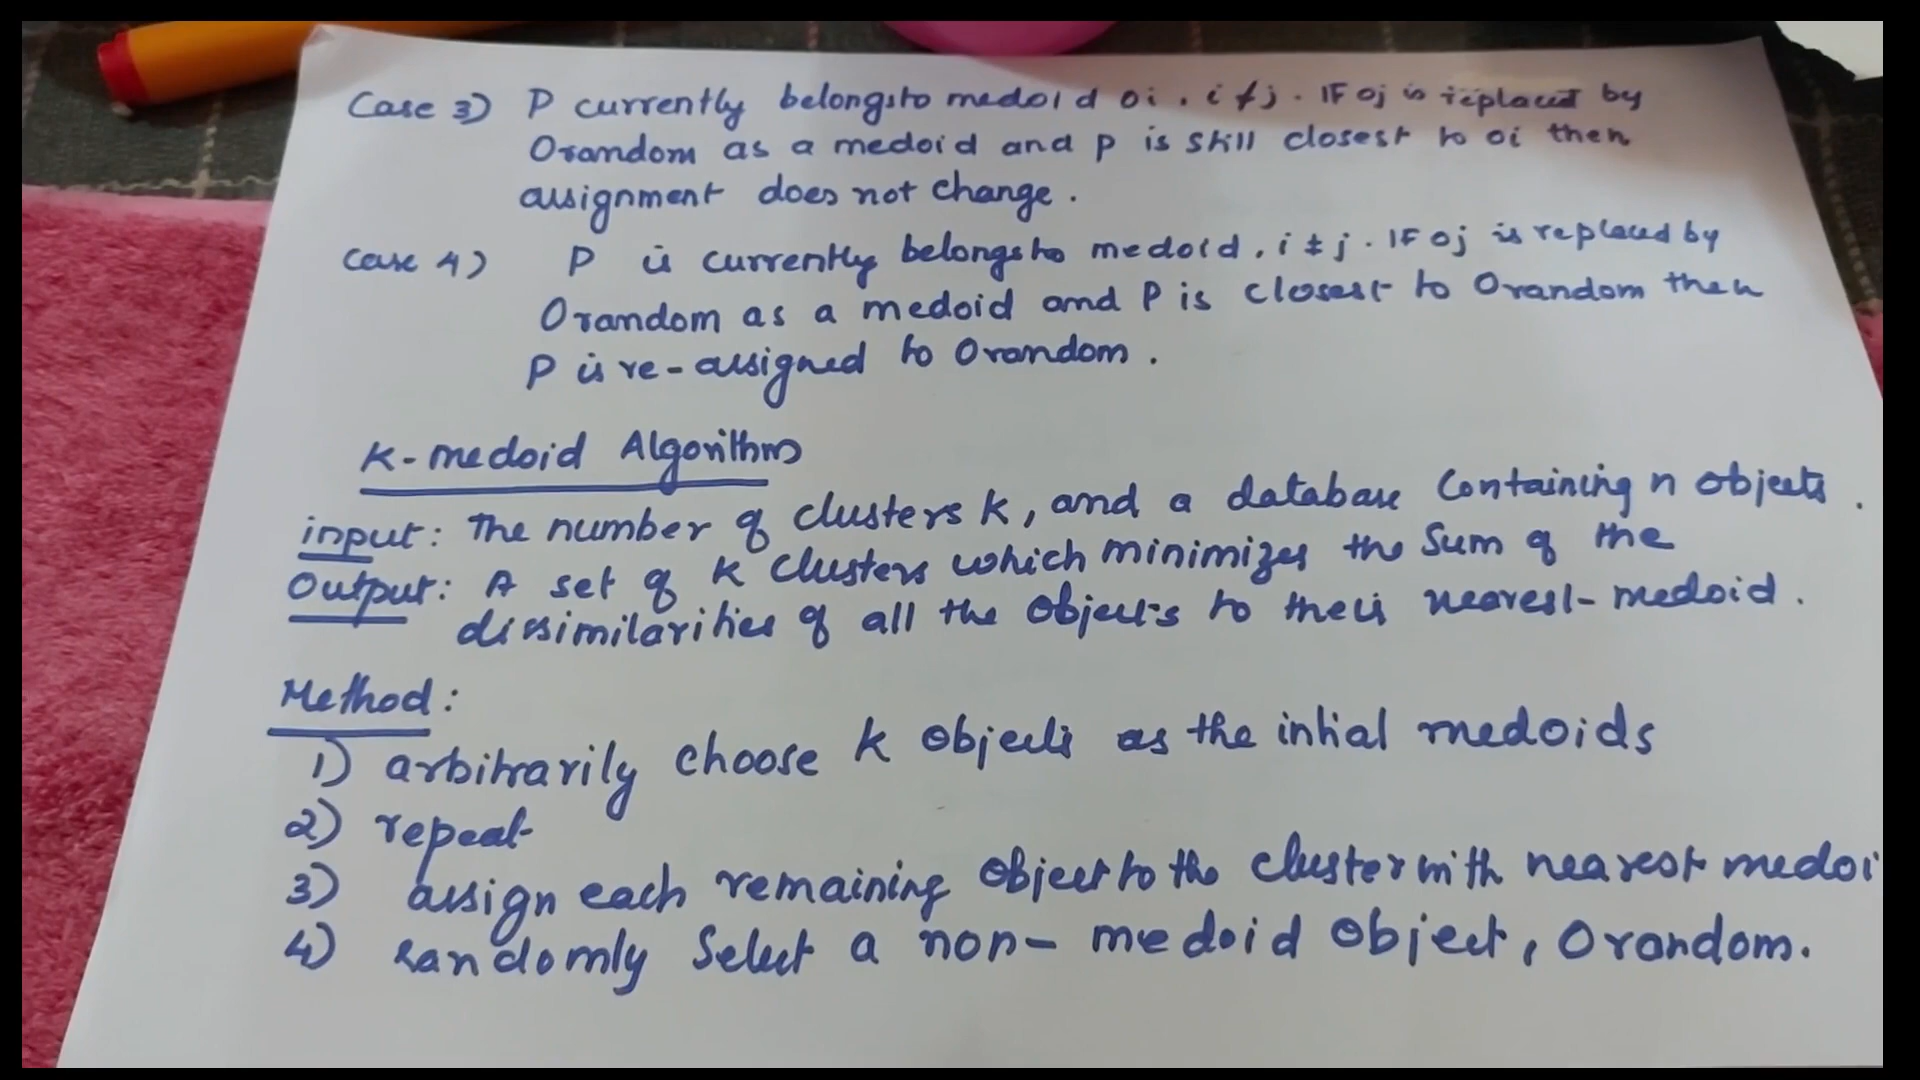 Case 3) P currently belongsto medoid oi, i≠j. IF oj is replaced by
Orandom as a medoid and p is still closest to oi then
assignment does not change.
Case 4) P is currently belongsto medoid, i≠j. IF oj is replaced by
Orandom as a medoid and P is closest to Orandom then
P is re-assigned to Orandom.
K-medoid Algorithm
input: The number of clusters K, and a database Containing n objects.
Output: A set of K clusters which minimizes the sum of the
dissimilarities of all the objects to their nearest-medoid.
Method:
1) arbitrarily choose K objects as the initial medoids
2) repeat
3) assign each remaining object to the cluster with nearest medoi
4) randomly Select a non-medoid object, Orandom.